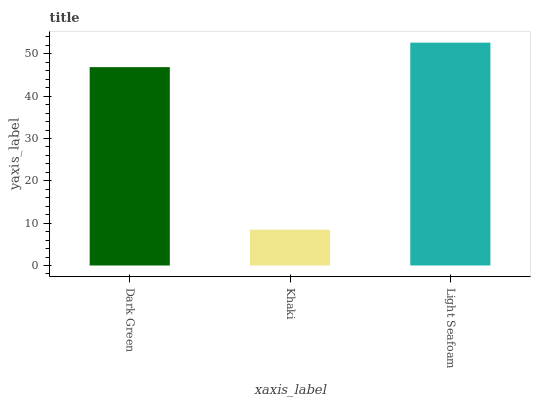 title
yaxis_label
50
40
30
20
10
0
Dark Green
Khaki
Light Seafoam
xaxis_label